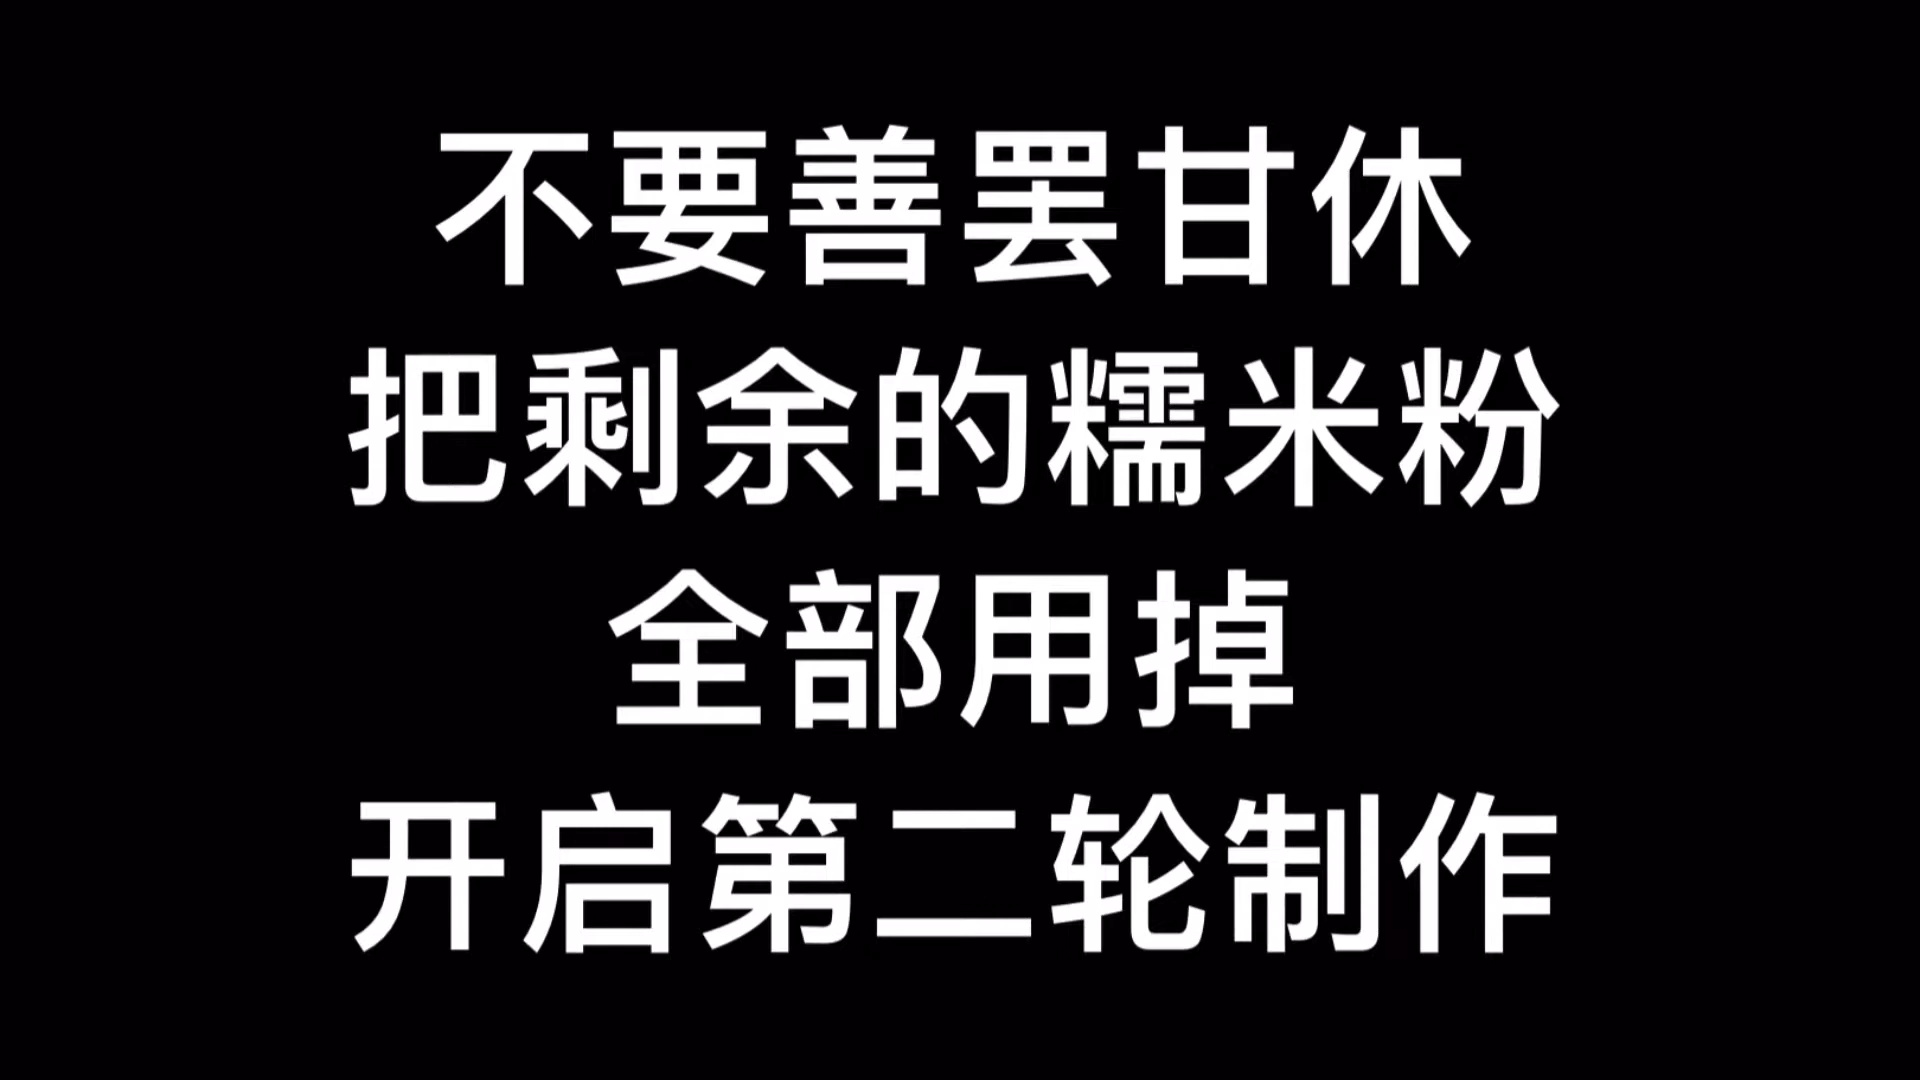 不要善罢甘休
把剩余的糯米粉
全部用掉
开启第二轮制作